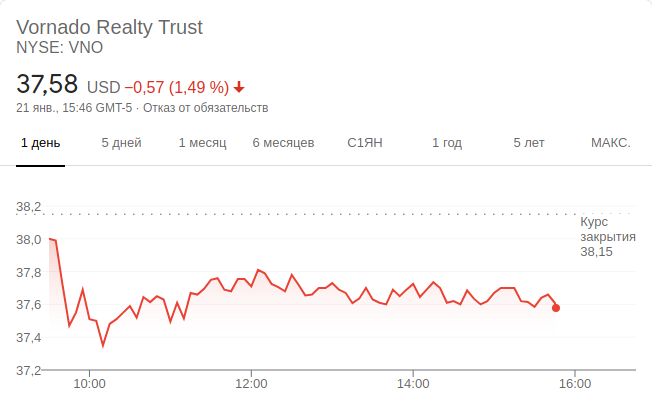 Vornado Realty Trust
NYSE: VNO
37,58 USD −0,57 (1,49 %)
21 янв., 15:46 GMT-5 · Отказ от обязательств
1 день 5 дней 1 месяц 6 месяцев С1ЯН 1 год 5 лет МАКС.
38,2
Курс
закрытия
38,15
38,0
37,8
37,6
37,4
37,2
10:00 12:00 14:00 16:00